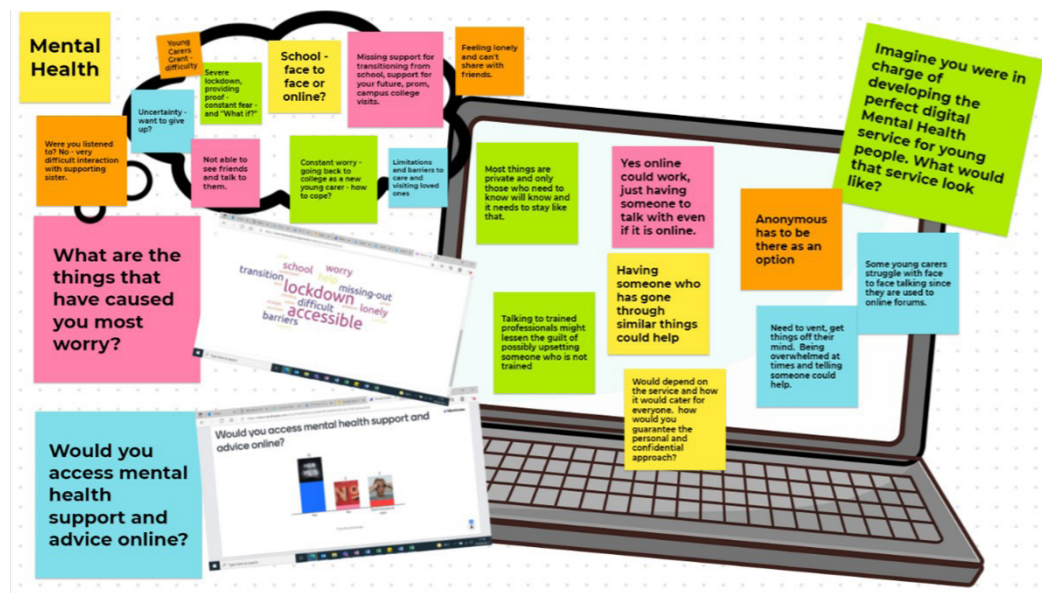 Mental
Health
Young
Carers
Grant -
difficulty
Severe
lockdown,
providing
proof -
constant fear -
and "What if?"
School -
face to
face or
online?
Missing support for
transitioning from
school, support for
your future, prom,
campus college
visits.
Feeling lonely
and can't
share with
friends.
Uncertainty -
want to give
up?
Were you listened
to? No - very
difficult interaction
with supporting
sister.
Not able to
see friends
and talk to
them.
Constant worry -
going back to
college as a new
young carer - how
to cope?
Limitations
and barriers to
care and
visiting loved
ones
What are the
things that
have caused
you most
worry?
school worry
transition help
missing-out
lockdown
difficult lonely
accessible
barriers
Would you
access mental
health
support and
advice online?
Would you access mental health support and
advice online?
No
Imagine you were in
charge of
developing the
perfect digital
Mental Health
service for young
people. What would
that service look
like?
Most things are
private and only
those who need to
know will know and
it needs to stay like
that.
Yes online
could work,
just having
someone to
talk with even
if it is online.
Anonymous
has to be
there as an
option
Some young carers
struggle with face
to face talking since
they are used to
online forums.
Having
someone who
has gone
through
similar things
could help
Talking to trained
professionals might
lessen the guilt of
possibly upsetting
someone who is not
trained
Need to vent, get
things off their
mind. Being
overwhelmed at
times and telling
someone could
help.
Would depend on
the service and how
it would cater for
everyone. how
would you
guarantee the
personal and
confidential
approach?